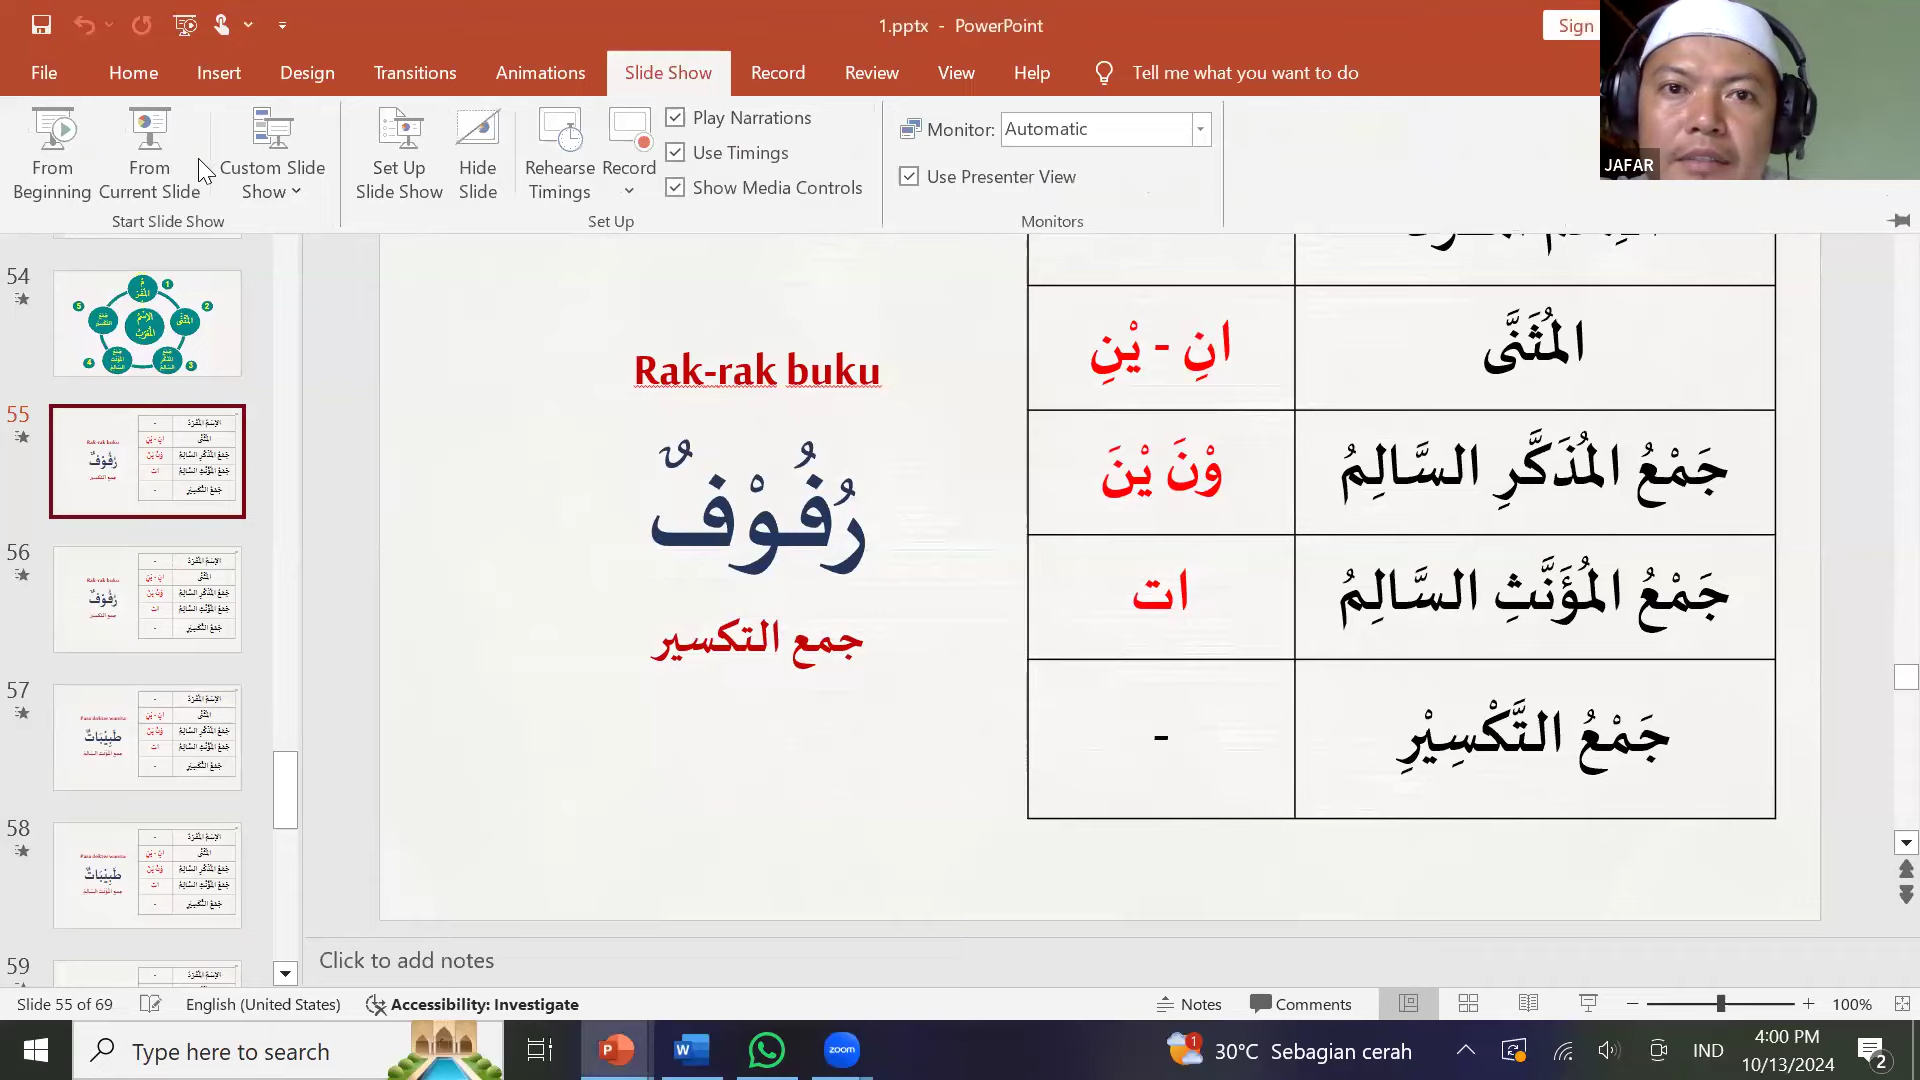 1.pptx - PowerPoint
Sign
File
Home
Insert
Design
Transitions
Animations
Slide Show
Record
Review
View
Help
Tell me what you want to do
From Beginning
From Current Slide
Custom Slide Show
Start Slide Show
Set Up Slide Show
Hide Slide
Rehearse Timings
Record
Play Narrations
Use Timings
Show Media Controls
Set Up
Monitor: Automatic
Use Presenter View
Monitors
JAFAR
54
55
56
57
58
59
Rak-rak buku
رُفُوْفٌ
جمع التكسير
المُثَنَّى
انِ - يْنِ
جَمْعُ المُذَكَّرِ السَّالِمُ
وْنَ يْنَ
جَمْعُ المُؤَنَّثِ السَّالِمُ
ات
جَمْعُ التَّكْسِيْرِ
-
Click to add notes
Slide 55 of 69
English (United States)
Accessibility: Investigate
Notes
Comments
100%
Type here to search
zoom
1
30°C Sebagian cerah
IND
4:00 PM
10/13/2024
2